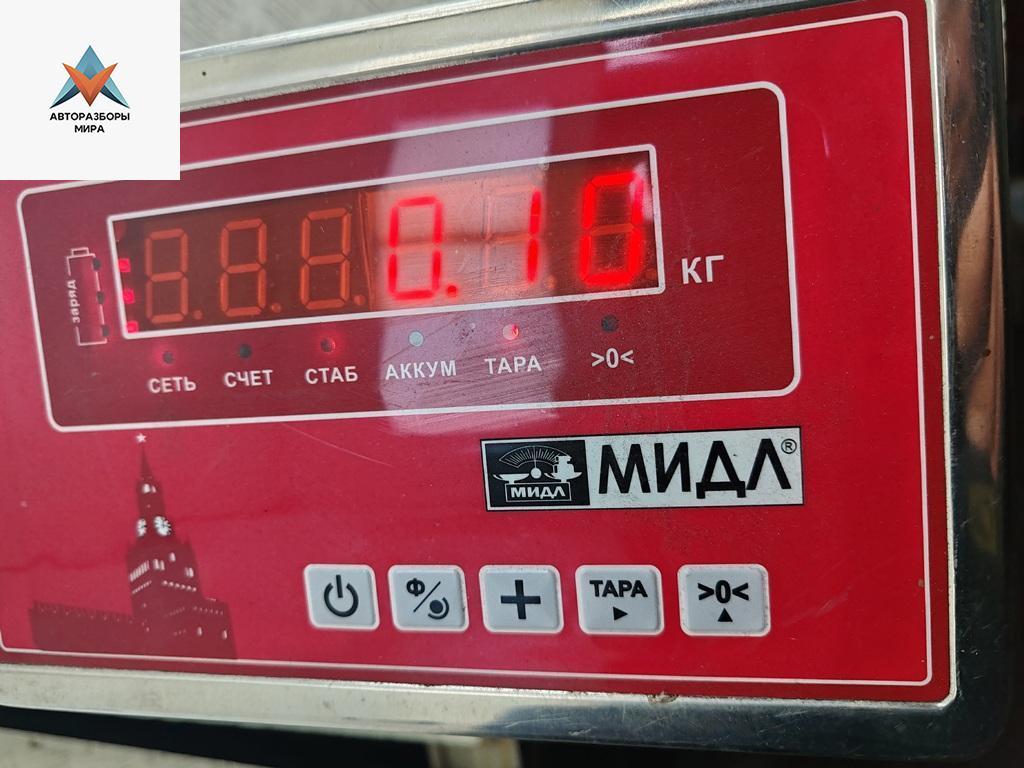 АВТОРАЗБОРЫ
МИРА
0.10
кг
заряд
СЕТЬ СЧЕТ СТАБ АККУМ ТАРА >0<
МИДЛ МИДЛ®
Ф/ + ТАРА >0<